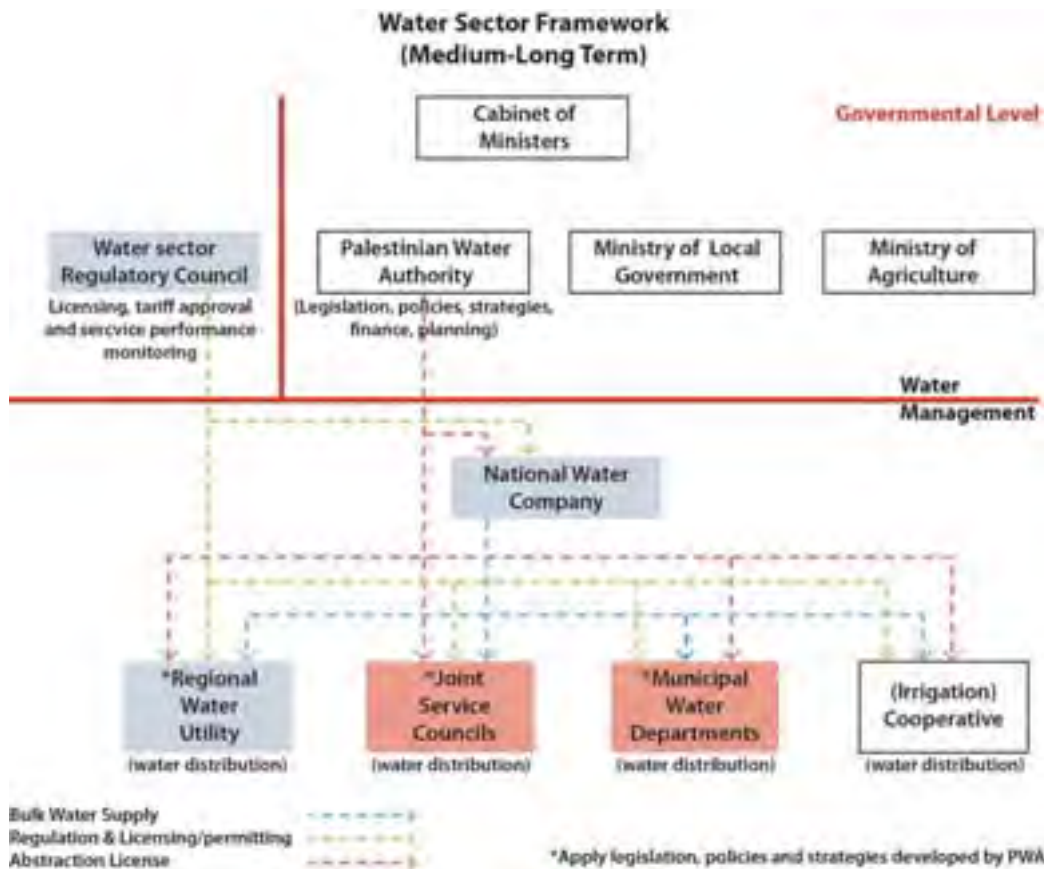 Water Sector Framework
(Medium-Long Term)
Cabinet of
Ministers
Governmental Level
Water sector
Regulatory Council
Licensing, tariff approval
and sercvice performance
monitoring
Palestinian Water
Authority
(Legislation, policies, strategies,
finance, planning)
Ministry of Local
Government
Ministry of
Agriculture
Water
Management
National Water
Company
*Regional
Water
Utility
(water distribution)
*Joint
Service
Councils
(water distribution)
*Municipal
Water
Departments
(water distribution)
(Irrigation)
Cooperative
(water distribution)
Bulk Water Supply
Regulation & Licensing/permitting
Abstraction License
*Apply legislation, policies and strategies developed by PWA